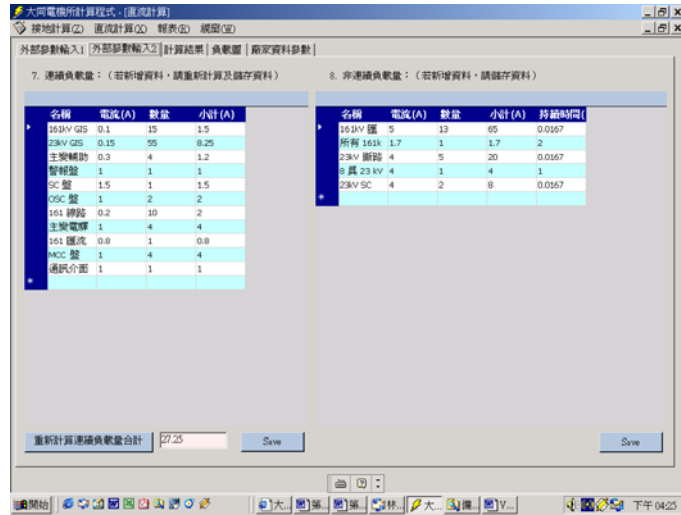 大同電機所計算程式 - [直流計算]
接地計算(Z) 直流計算(X) 報表(R) 視窗(W)
外部參數輸入1 外部參數輸入2 計算結果 負載圖 廠家資料參數
7. 連續負載量：（若新增資料，請重新計算及儲存資料）
8. 非連續負載量：（若新增資料，請儲存資料）
名稱 電流(A) 數量 小計(A)
161kV GIS 0.1 15 1.5
23kV GIS 0.15 55 8.25
主變輔助 0.3 4 1.2
警報盤 1 1 1
SC 盤 1.5 1 1.5
OSC 盤 1 2 2
161 線路 0.2 10 2
主變電驛 1 4 4
161 匯流 0.8 1 0.8
MCC 盤 1 4 4
通訊介面 1 1 1
名稱 電流(A) 數量 小計(A) 持續時間(
161kV 匯 5 13 65 0.0167
所有 161k 1.7 1 1.7 2
23kV 斷路 4 5 20 0.0167
8 具 23 kV 4 1 4 1
23kV SC 4 2 8 0.0167
重新計算連續負載量合計 27.25 Save
Save
開始 大... 第... 第... 林... 大... 備... V... 下午 04:25